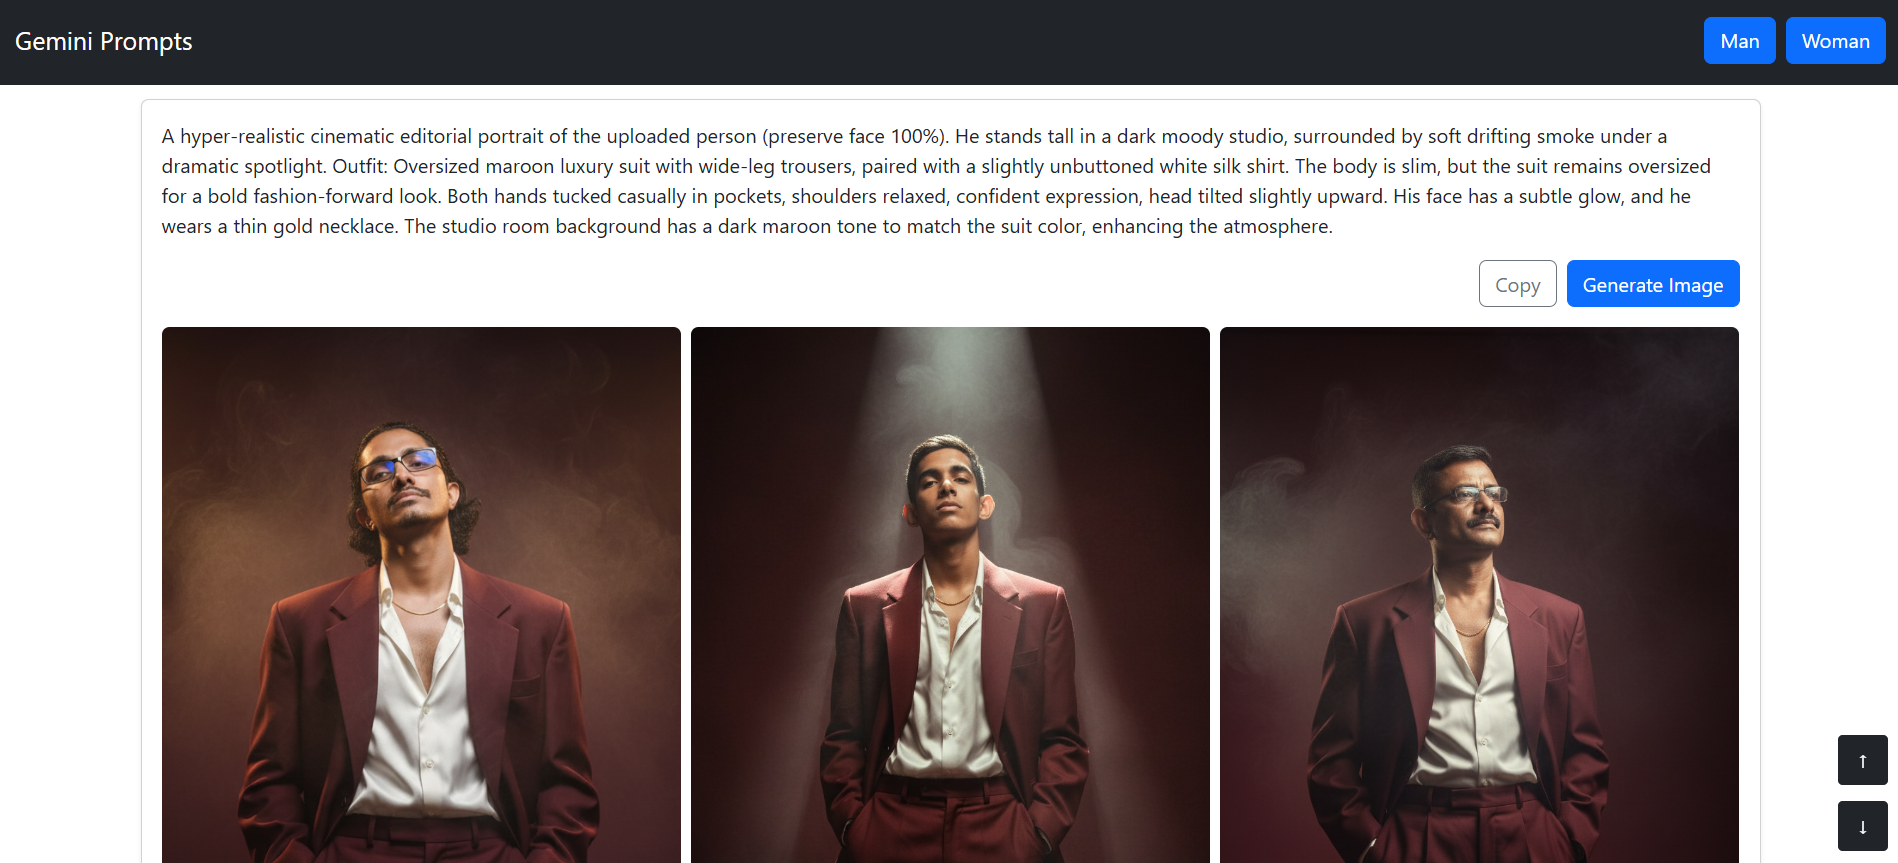 Gemini Prompts
Man
Woman
A hyper-realistic cinematic editorial portrait of the uploaded person (preserve face 100%). He stands tall in a dark moody studio, surrounded by soft drifting smoke under a
dramatic spotlight. Outfit: Oversized maroon luxury suit with wide-leg trousers, paired with a slightly unbuttoned white silk shirt. The body is slim, but the suit remains oversized
for a bold fashion-forward look. Both hands tucked casually in pockets, shoulders relaxed, confident expression, head tilted slightly upward. His face has a subtle glow, and he
wears a thin gold necklace. The studio room background has a dark maroon tone to match the suit color, enhancing the atmosphere.
Copy
Generate Image
↑
↓